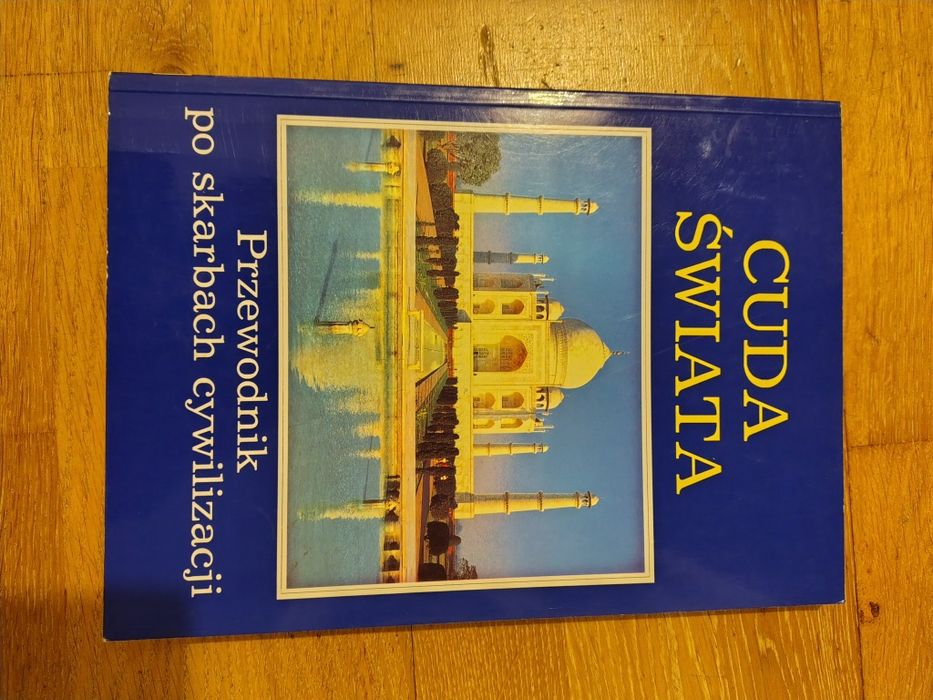 CUDA
ŚWIATA
Przewodnik
po skarbach cywilizacji